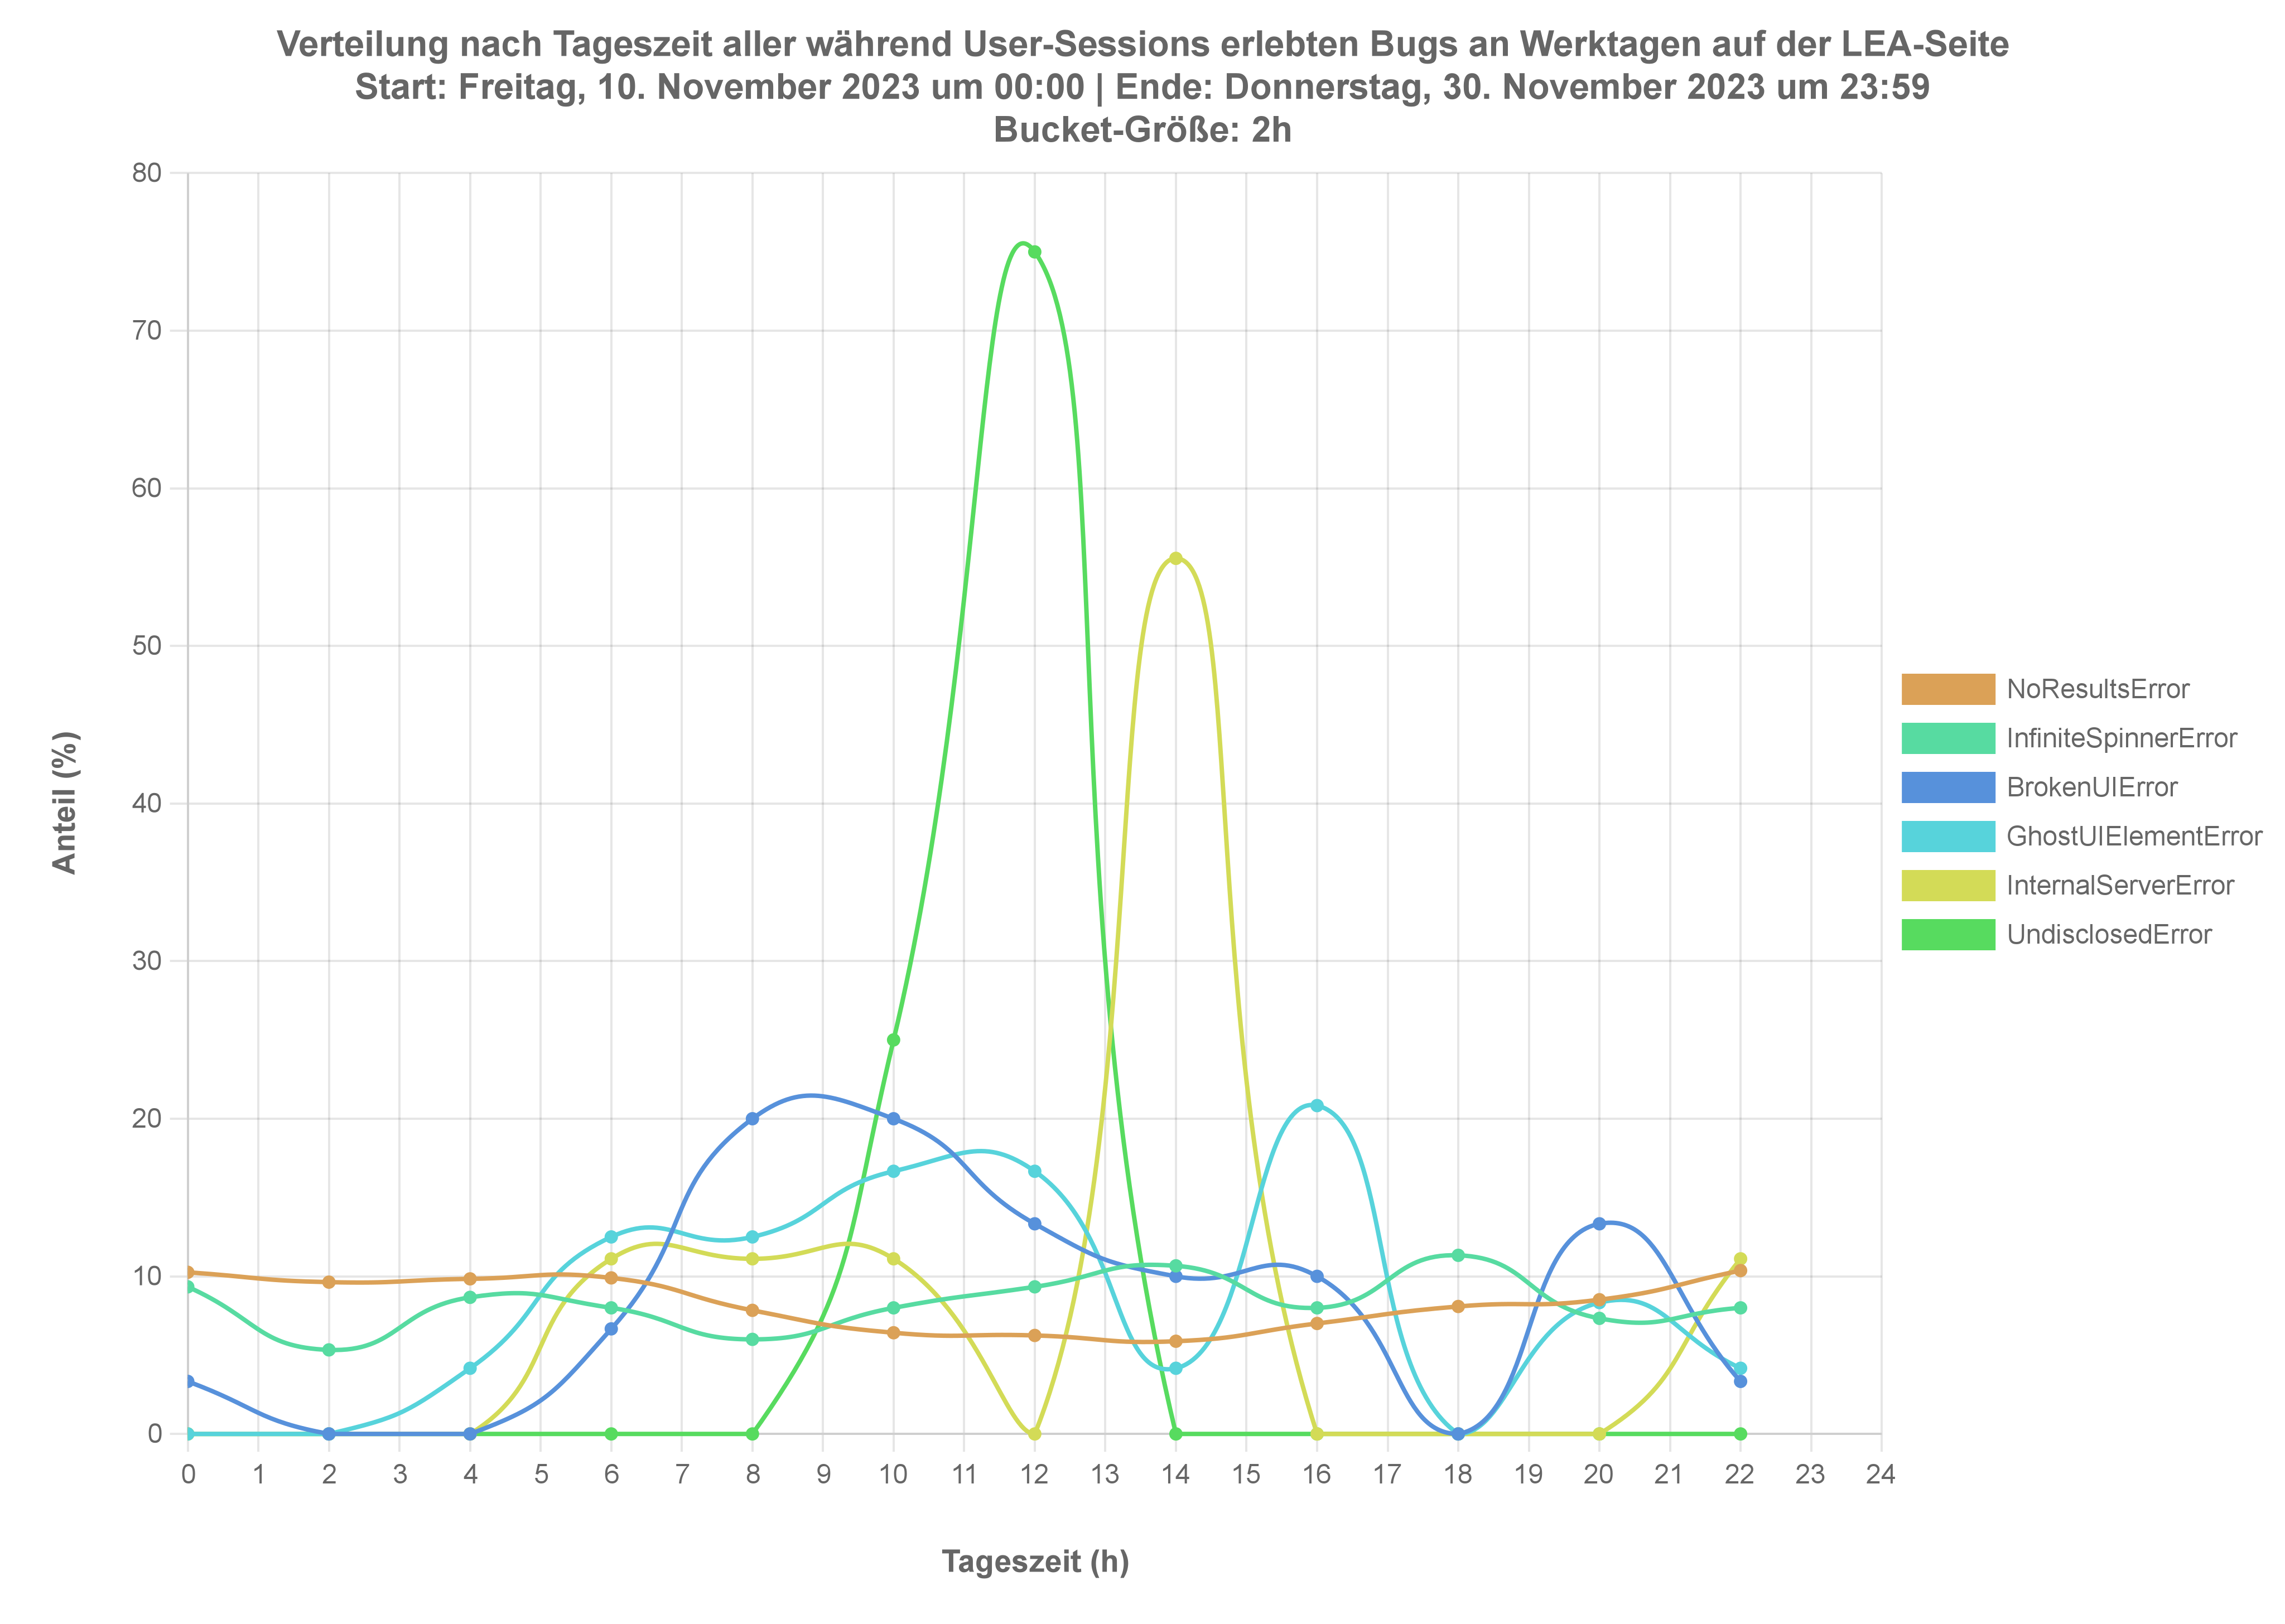 Verteilung nach Tageszeit aller während User-Sessions erlebten Bugs an Werktagen auf der LEA-Seite
Start: Freitag, 10. November 2023 um 00:00 | Ende: Donnerstag, 30. November 2023 um 23:59
Bucket-Größe: 2h
80
70
60
50
40
30
20
10
0
Anteil (%)
0 1 2 3 4 5 6 7 8 9 10 11 12 13 14 15 16 17 18 19 20 21 22 23 24
Tageszeit (h)
NoResultsError
InfiniteSpinnerError
BrokenUIError
GhostUIElementError
InternalServerError
UndisclosedError